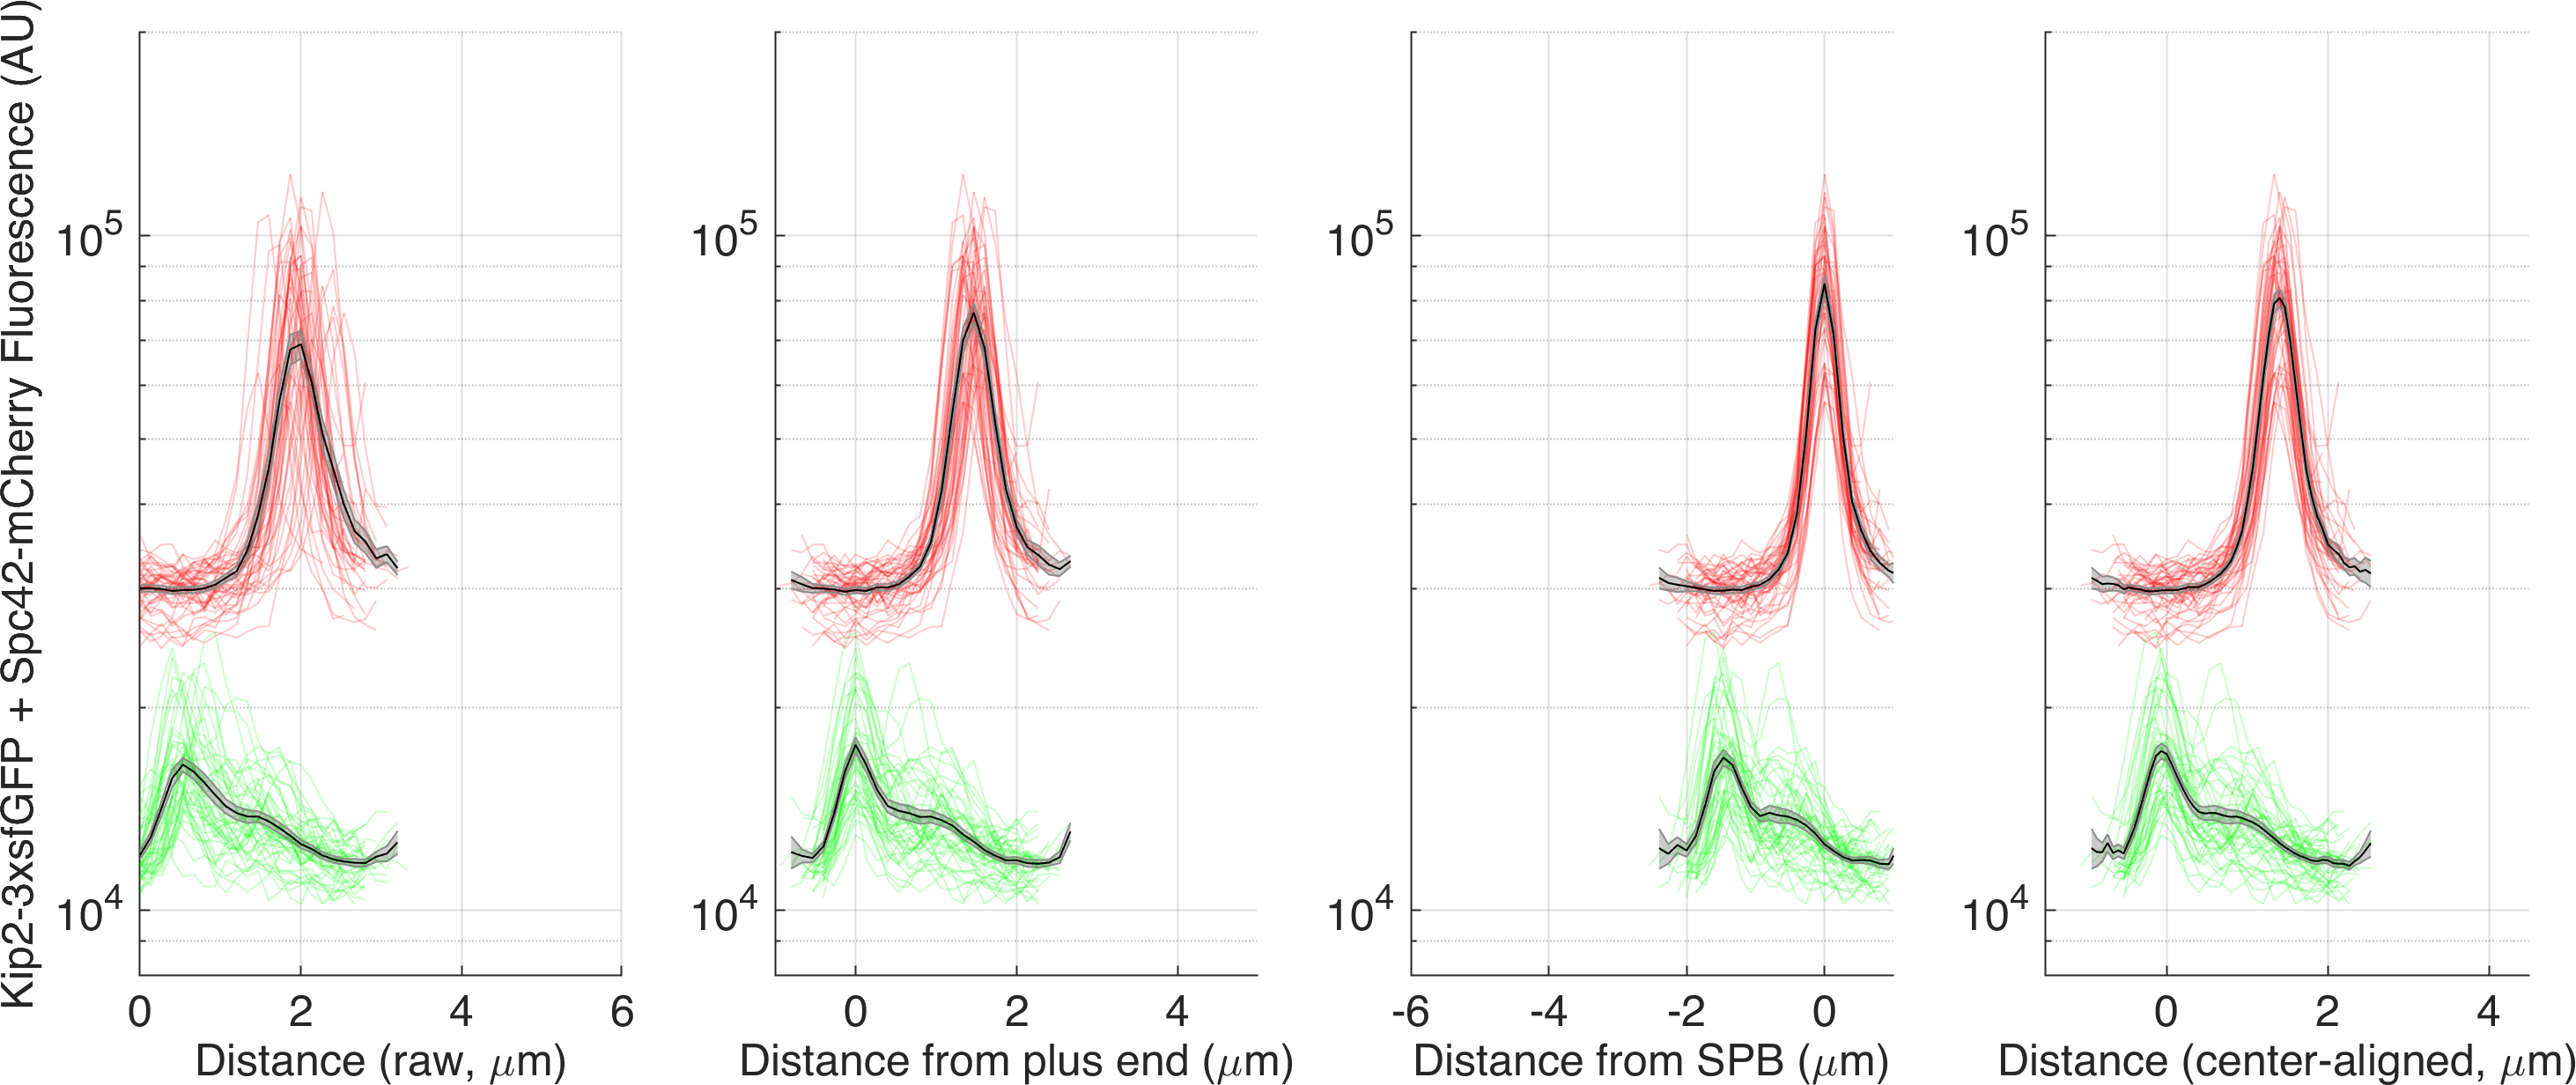 Kip2-3xsfGFP + Spc42-mCherry Fluorescence (AU)
10^5
10^4
0 2 4 6
Distance (raw, μm)
10^5
10^4
0 2 4
Distance from plus end (μm)
10^5
10^4
-6 -4 -2 0
Distance from SPB (μm)
10^5
10^4
0 2 4
Distance (center-aligned, μm)